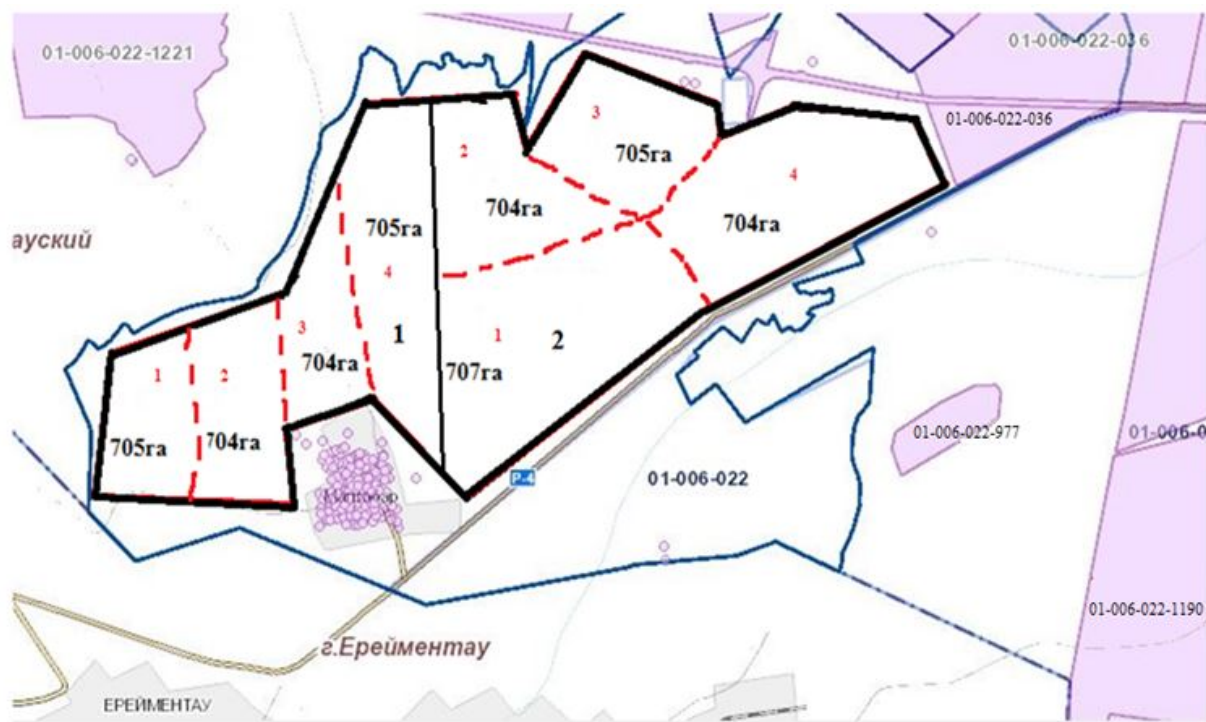 01-006-022-1221
01-006-022-036
01-006-022-036
3
2
705га
4
704га
705га
704га
ауский
4
3
1
1
2
1
2
704га
707га
705га
704га
01-006-022-977
01-006-0
P-4
01-006-022
01-006-022-1190
г.Ерейментау
ЕРЕЙМЕНТАУ